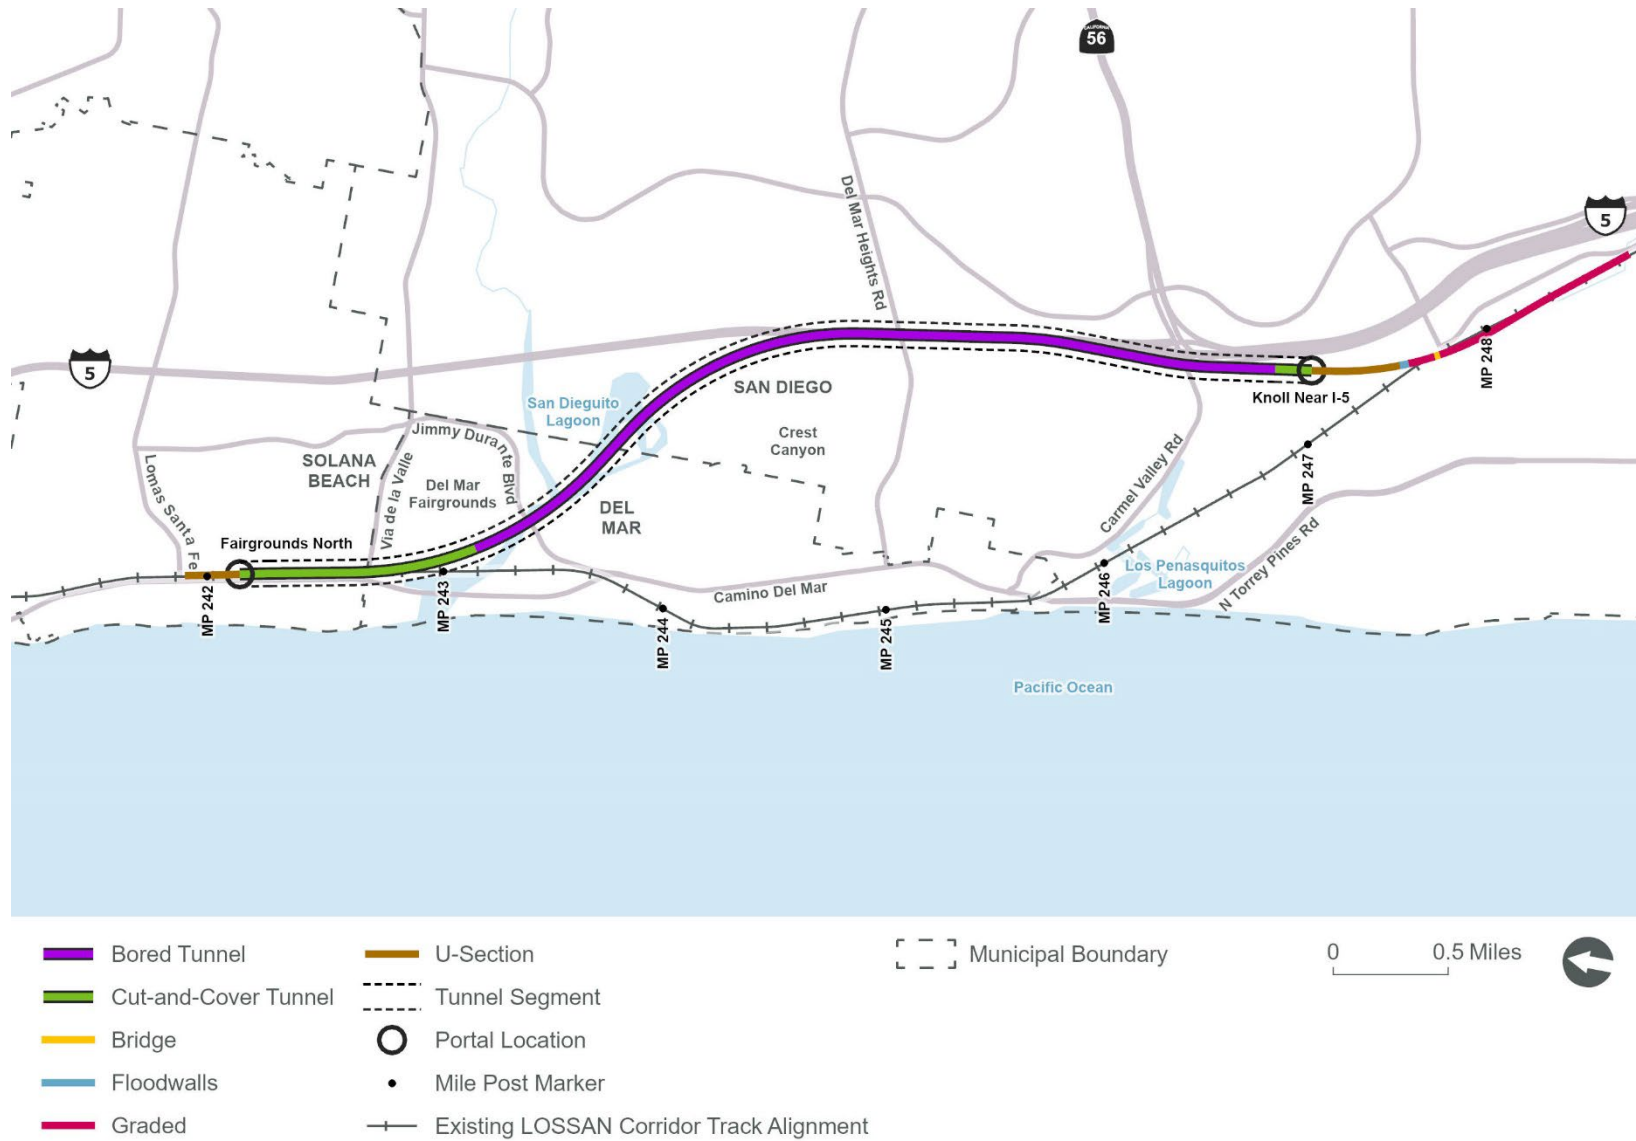 CALIFORNIA
56
5
Del Mar Heights Rd
5
MP 248
SAN DIEGO
Knoll Near I-5
San Dieguito
Lagoon
Jimmy Durante Blvd
Crest
Canyon
SOLANA
BEACH
Via de la Valle
Del Mar
Fairgrounds
Lomas Santa Fe
DEL
MAR
Carmel Valley Rd
MP 247
Fairgrounds North
N Torrey Pines Rd
Los Penasquitos
Lagoon
Camino Del Mar
MP 242
MP 243
MP 244
MP 245
MP 246
Pacific Ocean
Bored Tunnel
Cut-and-Cover Tunnel
Bridge
Floodwalls
Graded
U-Section
Tunnel Segment
Portal Location
Mile Post Marker
Existing LOSSAN Corridor Track Alignment
Municipal Boundary
0 0.5 Miles